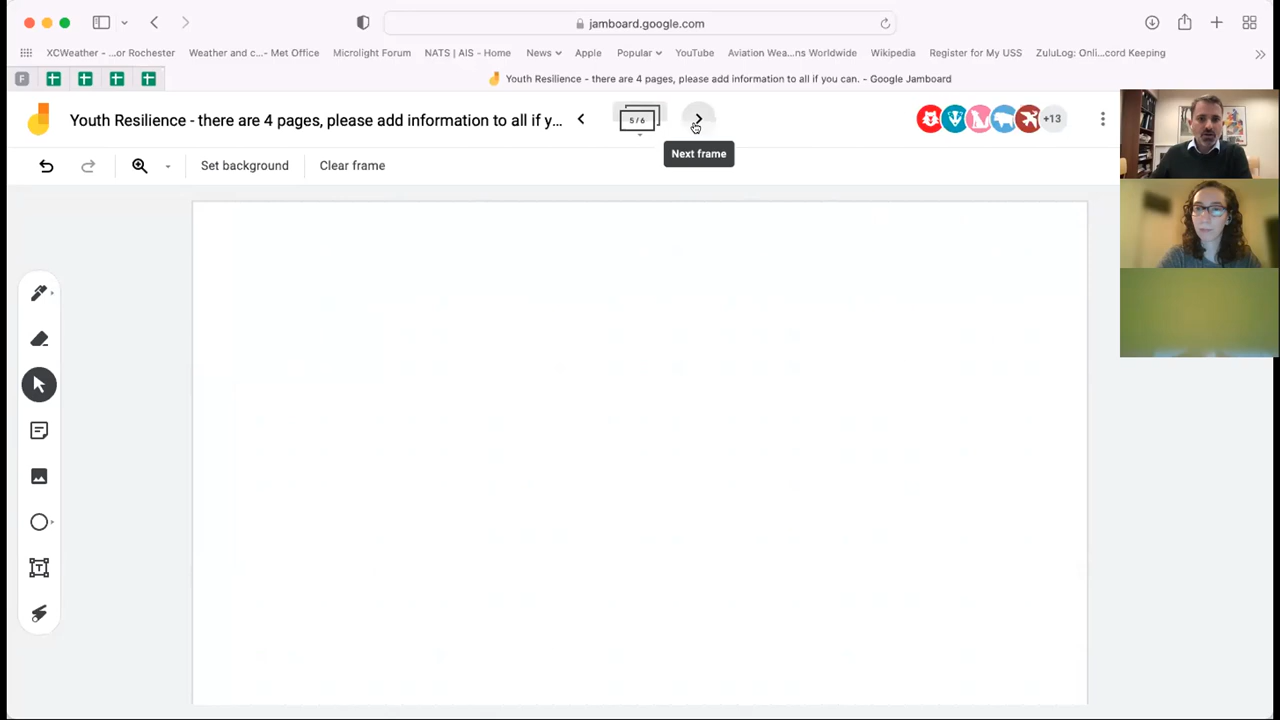 jamboard.google.com
XCWeather - ...or Rochester
Weather and c...- Met Office
Microlight Forum
NATS | AIS - Home
News
Apple
Popular
YouTube
Aviation Wea...ns Worldwide
Wikipedia
Register for My USS
ZuluLog: Onli...cord Keeping
F
Youth Resilience - there are 4 pages, please add information to all if you can. - Google Jamboard
Youth Resilience - there are 4 pages, please add information to all if y...
5 / 6
+13
Next frame
Set background
Clear frame